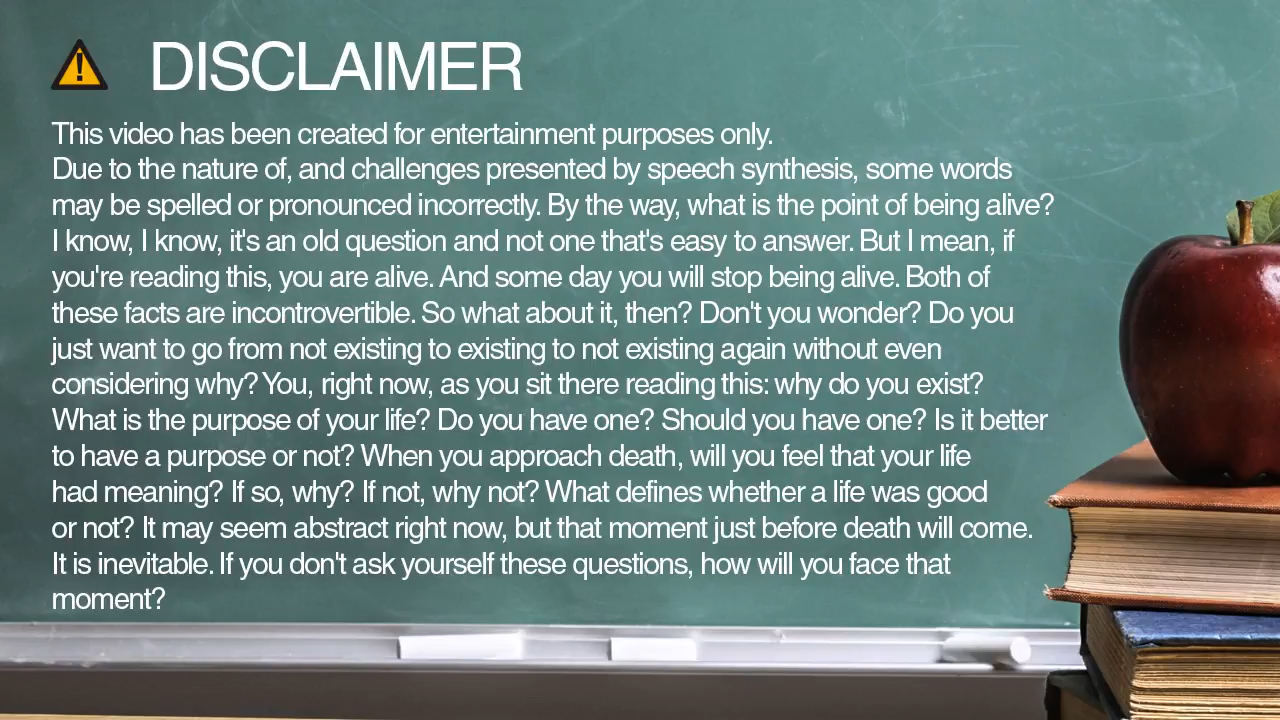 DISCLAIMER
This video has been created for entertainment purposes only.
Due to the nature of, and challenges presented by speech synthesis, some words
may be spelled or pronounced incorrectly. By the way, what is the point of being alive?
I know, I know, it's an old question and not one that's easy to answer. But I mean, if
you're reading this, you are alive. And some day you will stop being alive. Both of
these facts are incontrovertible. So what about it, then? Don't you wonder? Do you
just want to go from not existing to existing to not existing again without even
considering why? You, right now, as you sit there reading this: why do you exist?
What is the purpose of your life? Do you have one? Should you have one? Is it better
to have a purpose or not? When you approach death, will you feel that your life
had meaning? If so, why? If not, why not? What defines whether a life was good
or not? It may seem abstract right now, but that moment just before death will come.
It is inevitable. If you don't ask yourself these questions, how will you face that
moment?